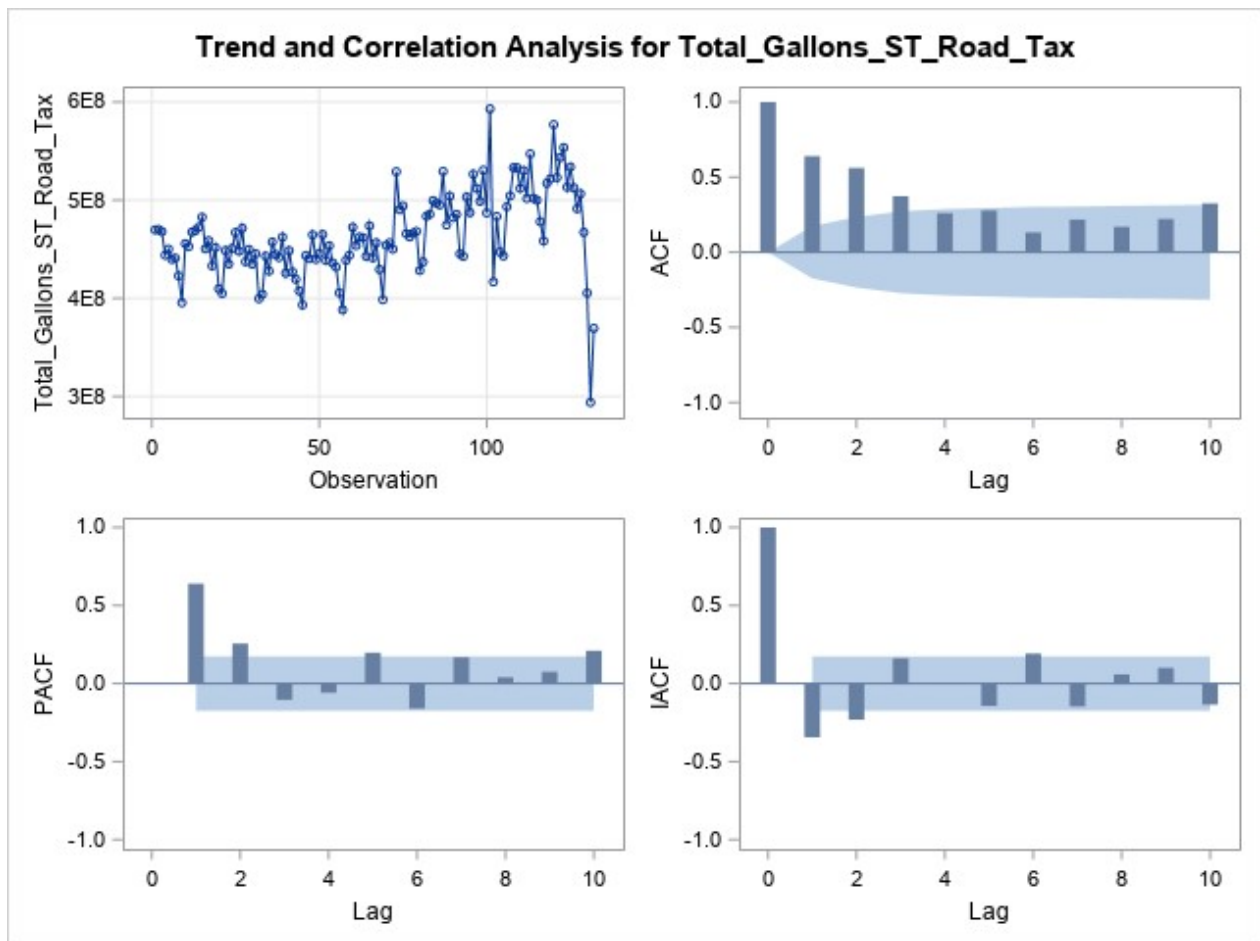 Trend and Correlation Analysis for Total_Gallons_ST_Road_Tax
Total_Gallons_ST_Road_Tax
6E8
5E8
4E8
3E8
0 50 100
Observation
ACF
1.0
0.5
0.0
-0.5
-1.0
0 2 4 6 8 10
Lag
PACF
1.0
0.5
0.0
-0.5
-1.0
0 2 4 6 8 10
Lag
IACF
1.0
0.5
0.0
-0.5
-1.0
0 2 4 6 8 10
Lag